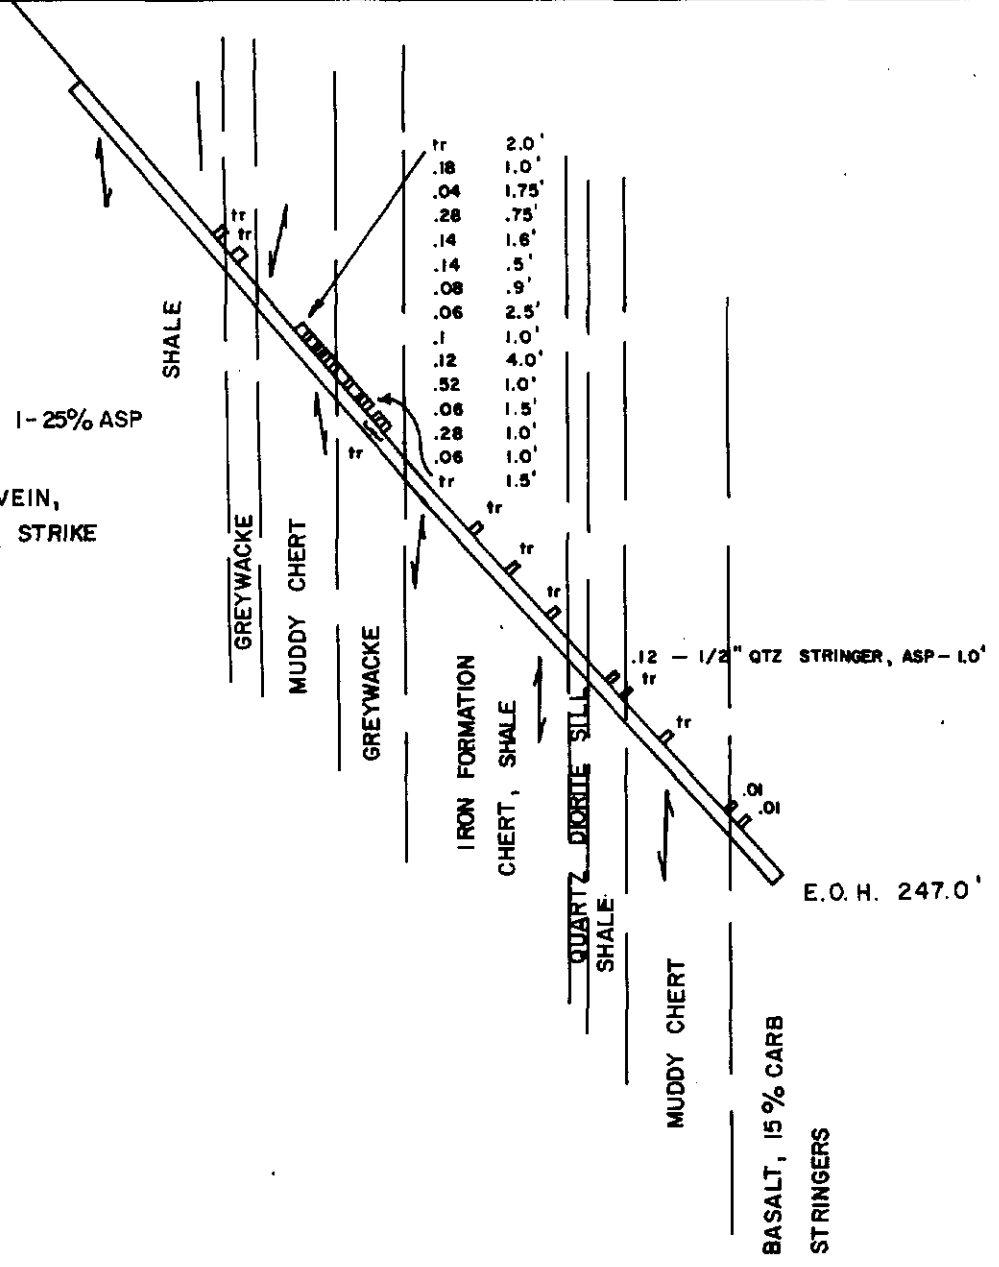 tr 2.0'
.18 1.0'
.04 1.75'
.28 .75'
.14 1.6'
.14 .5'
.08 .9'
.06 2.5'
.1 1.0'
.12 4.0'
.52 1.0'
.06 1.5'
.28 1.0'
.06 1.0'
tr 1.5'
tr
tr
SHALE
1-25% ASP
VEIN,
STRIKE
tr
GREYWACKE
MUDDY CHERT
GREYWACKE
IRON FORMATION
CHERT, SHALE
tr
tr
tr
QUARTZ DIORITE SILL
SHALE
.12 - 1/2" QTZ STRINGER, ASP-1.0'
tr
tr
MUDDY CHERT
.01
.01
E.O.H. 247.0'
BASALT, 15% CARB
STRINGERS